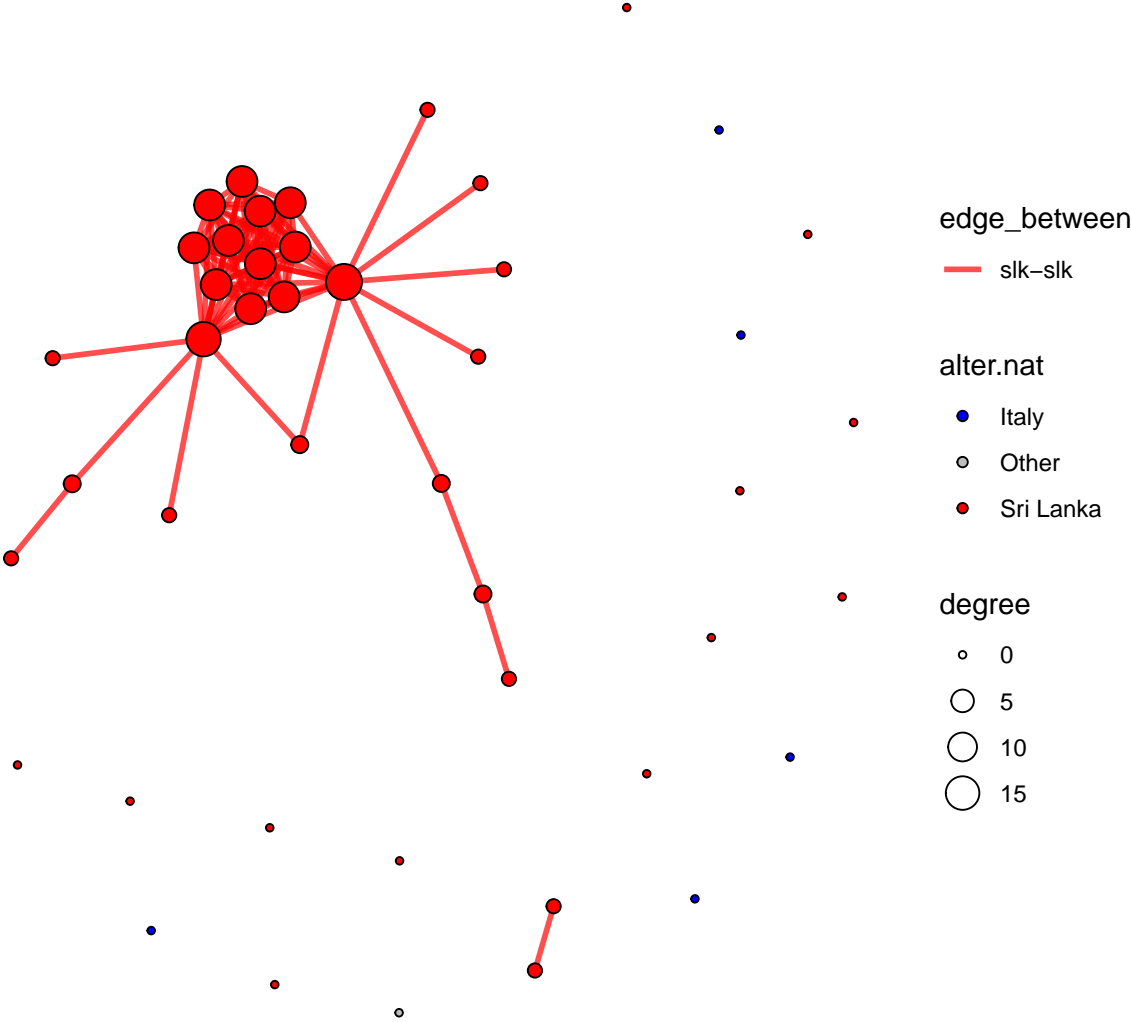 edge_between
slk−slk
alter.nat
Italy
Other
Sri Lanka
degree
0
5
10
15